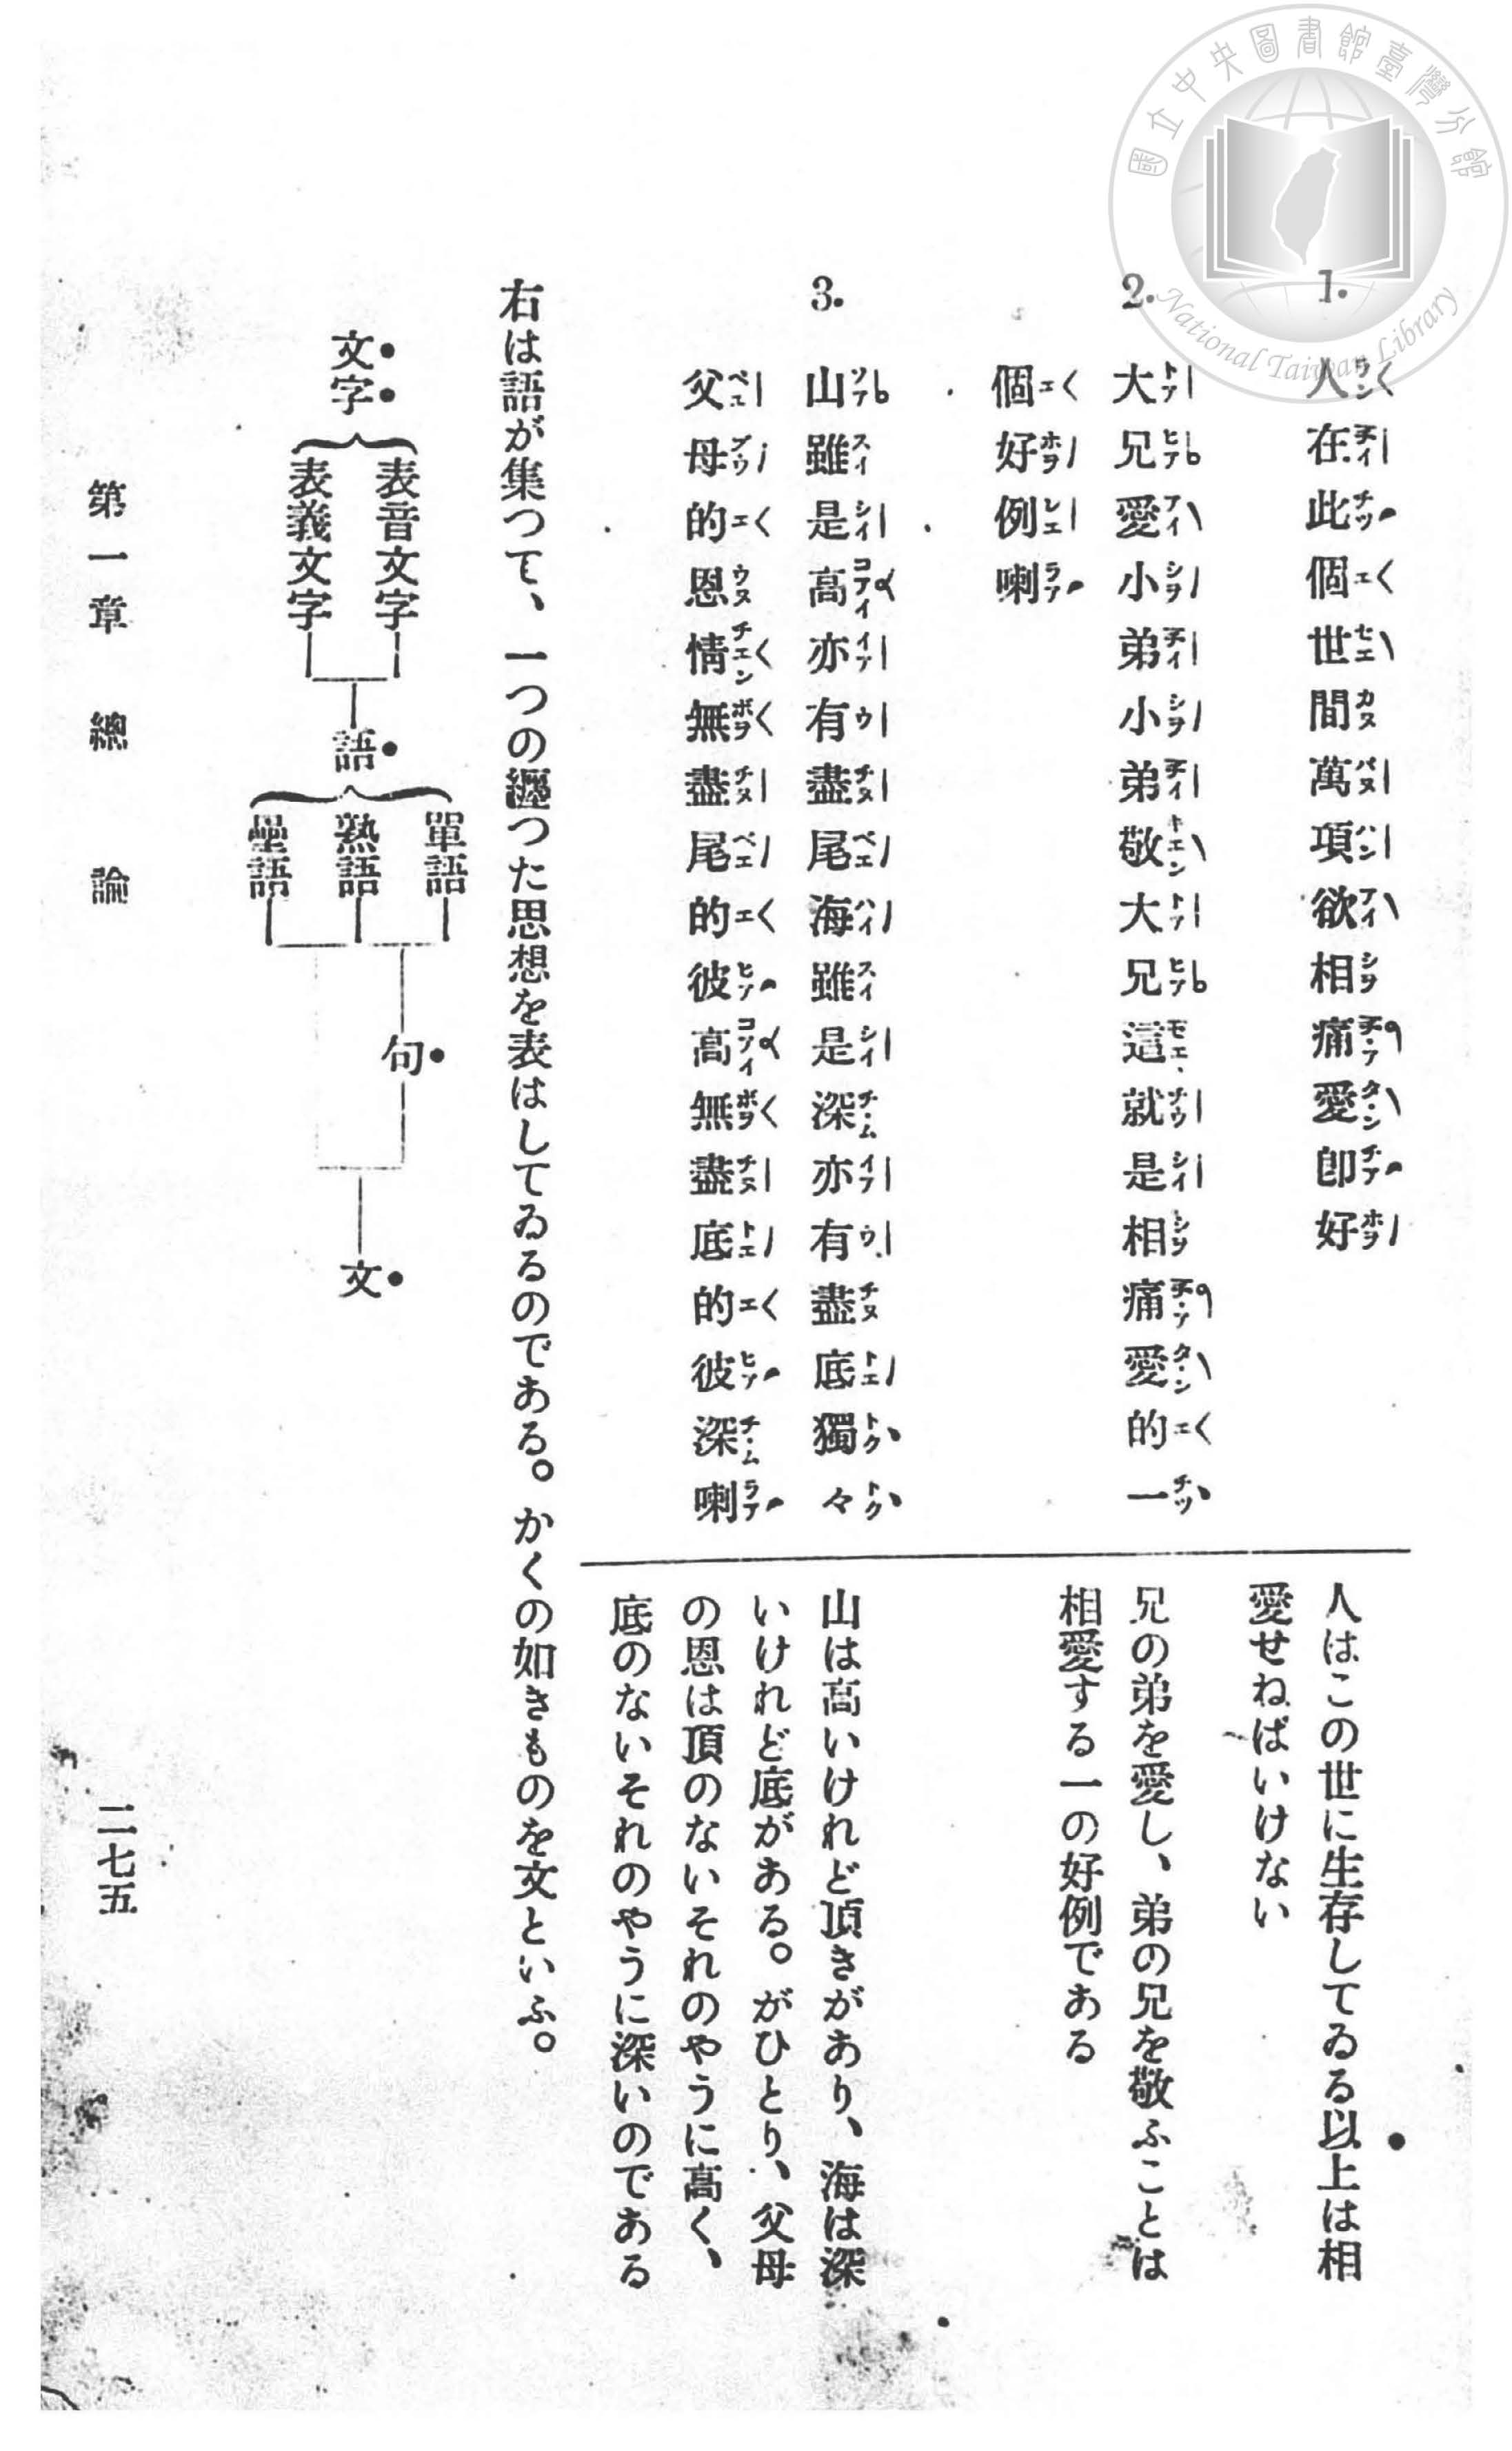 國立中央圖書館臺灣分館
National Taiwan Library
1.
人在此個世間萬項欲相痛愛卽好
人はこの世に生存してゐる以上は相
愛せねばいけない
2.
大兄愛小弟小弟敬大兄這就是相痛愛的一
個好例喇
兄の弟を愛し、弟の兄を敬ふことは
相愛する一の好例である
3.
山雖是高亦有盡尾海雖是深亦有盡底獨々
父母的恩情無盡尾的彼高無盡底的彼深喇
山は高いけれど頂きがあり、海は深
いけれど底がある。がひとり、父母
の恩は頂のないそれのやうに高く、
底のないそれのやうに深いのである
右は語が集つて、一つの纒つた思想を表はしてゐるのである。かくの如きものを文といふ。
文字
表音文字
表義文字
語
單語
熟語
疊語
句
文
第一章 總論
二七五